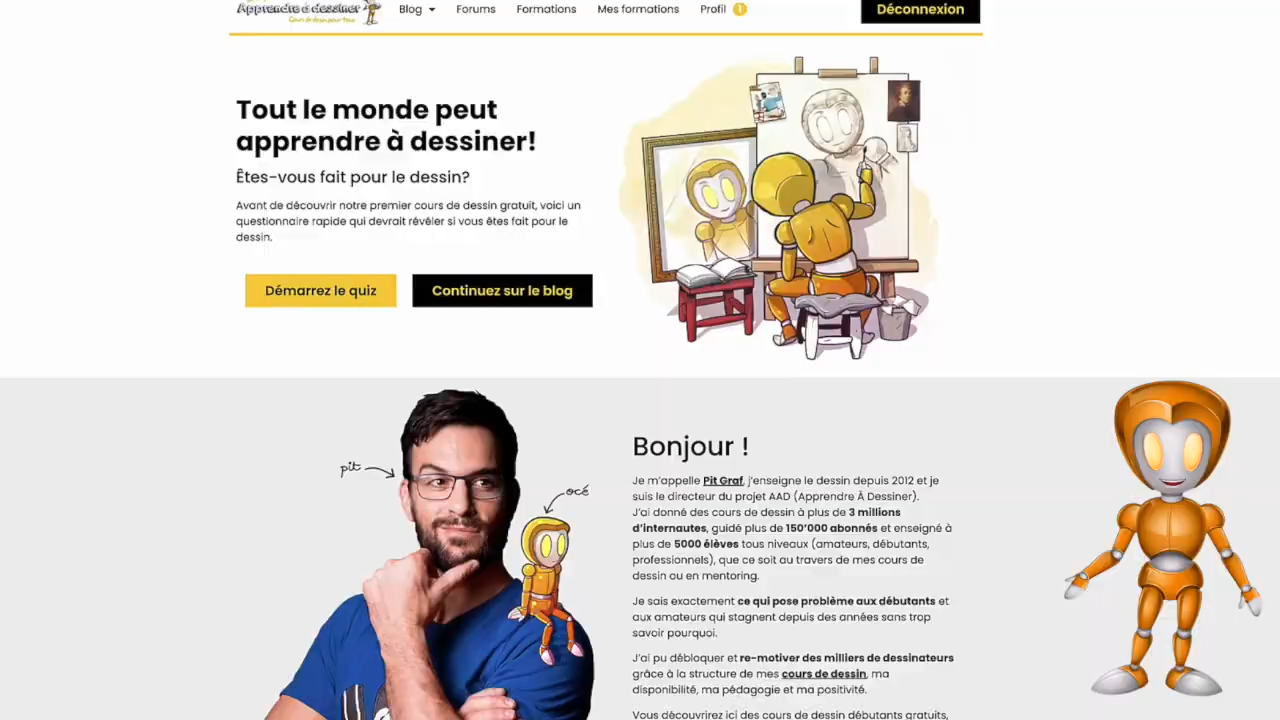 Apprendre à dessiner
Cours de dessin pour tous
Blog
Forums
Formations
Mes formations
Profil
1
Déconnexion
Tout le monde peut
apprendre à dessiner!
Êtes-vous fait pour le dessin?
Avant de découvrir notre premier cours de dessin gratuit, voici un
questionnaire rapide qui devrait révéler si vous êtes fait pour le
dessin.
Démarrez le quiz
Continuez sur le blog
pit
océ
Bonjour !
Je m'appelle Pit Graf, j'enseigne le dessin depuis 2012 et je
suis le directeur du projet AAD (Apprendre À Dessiner).
J'ai donné des cours de dessin à plus de 3 millions
d'internautes, guidé plus de 150'000 abonnés et enseigné à
plus de 5000 élèves tous niveaux (amateurs, débutants,
professionnels), que ce soit au travers de mes cours de
dessin ou en mentoring.
Je sais exactement ce qui pose problème aux débutants et
aux amateurs qui stagnent depuis des années sans trop
savoir pourquoi.
J'ai pu débloquer et re-motiver des milliers de dessinateurs
grâce à la structure de mes cours de dessin, ma
disponibilité, ma pédagogie et ma positivité.
Vous découvrirez ici des cours de dessin débutants gratuits,